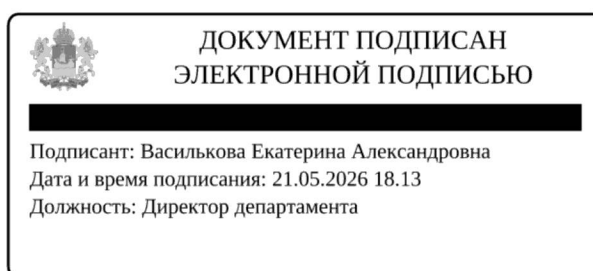 ДОКУМЕНТ ПОДПИСАН
ЭЛЕКТРОННОЙ ПОДПИСЬЮ
Подписант: Василькова Екатерина Александровна
Дата и время подписания: 21.05.2026 18.13
Должность: Директор департамента